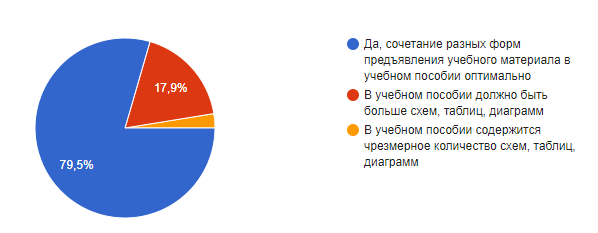 79,5%
17,9%
Да, сочетание разных форм
предъявления учебного материала в
учебном пособии оптимально
В учебном пособии должно быть
больше схем, таблиц, диаграмм
В учебном пособии содержится
чрезмерное количество схем, таблиц,
диаграмм